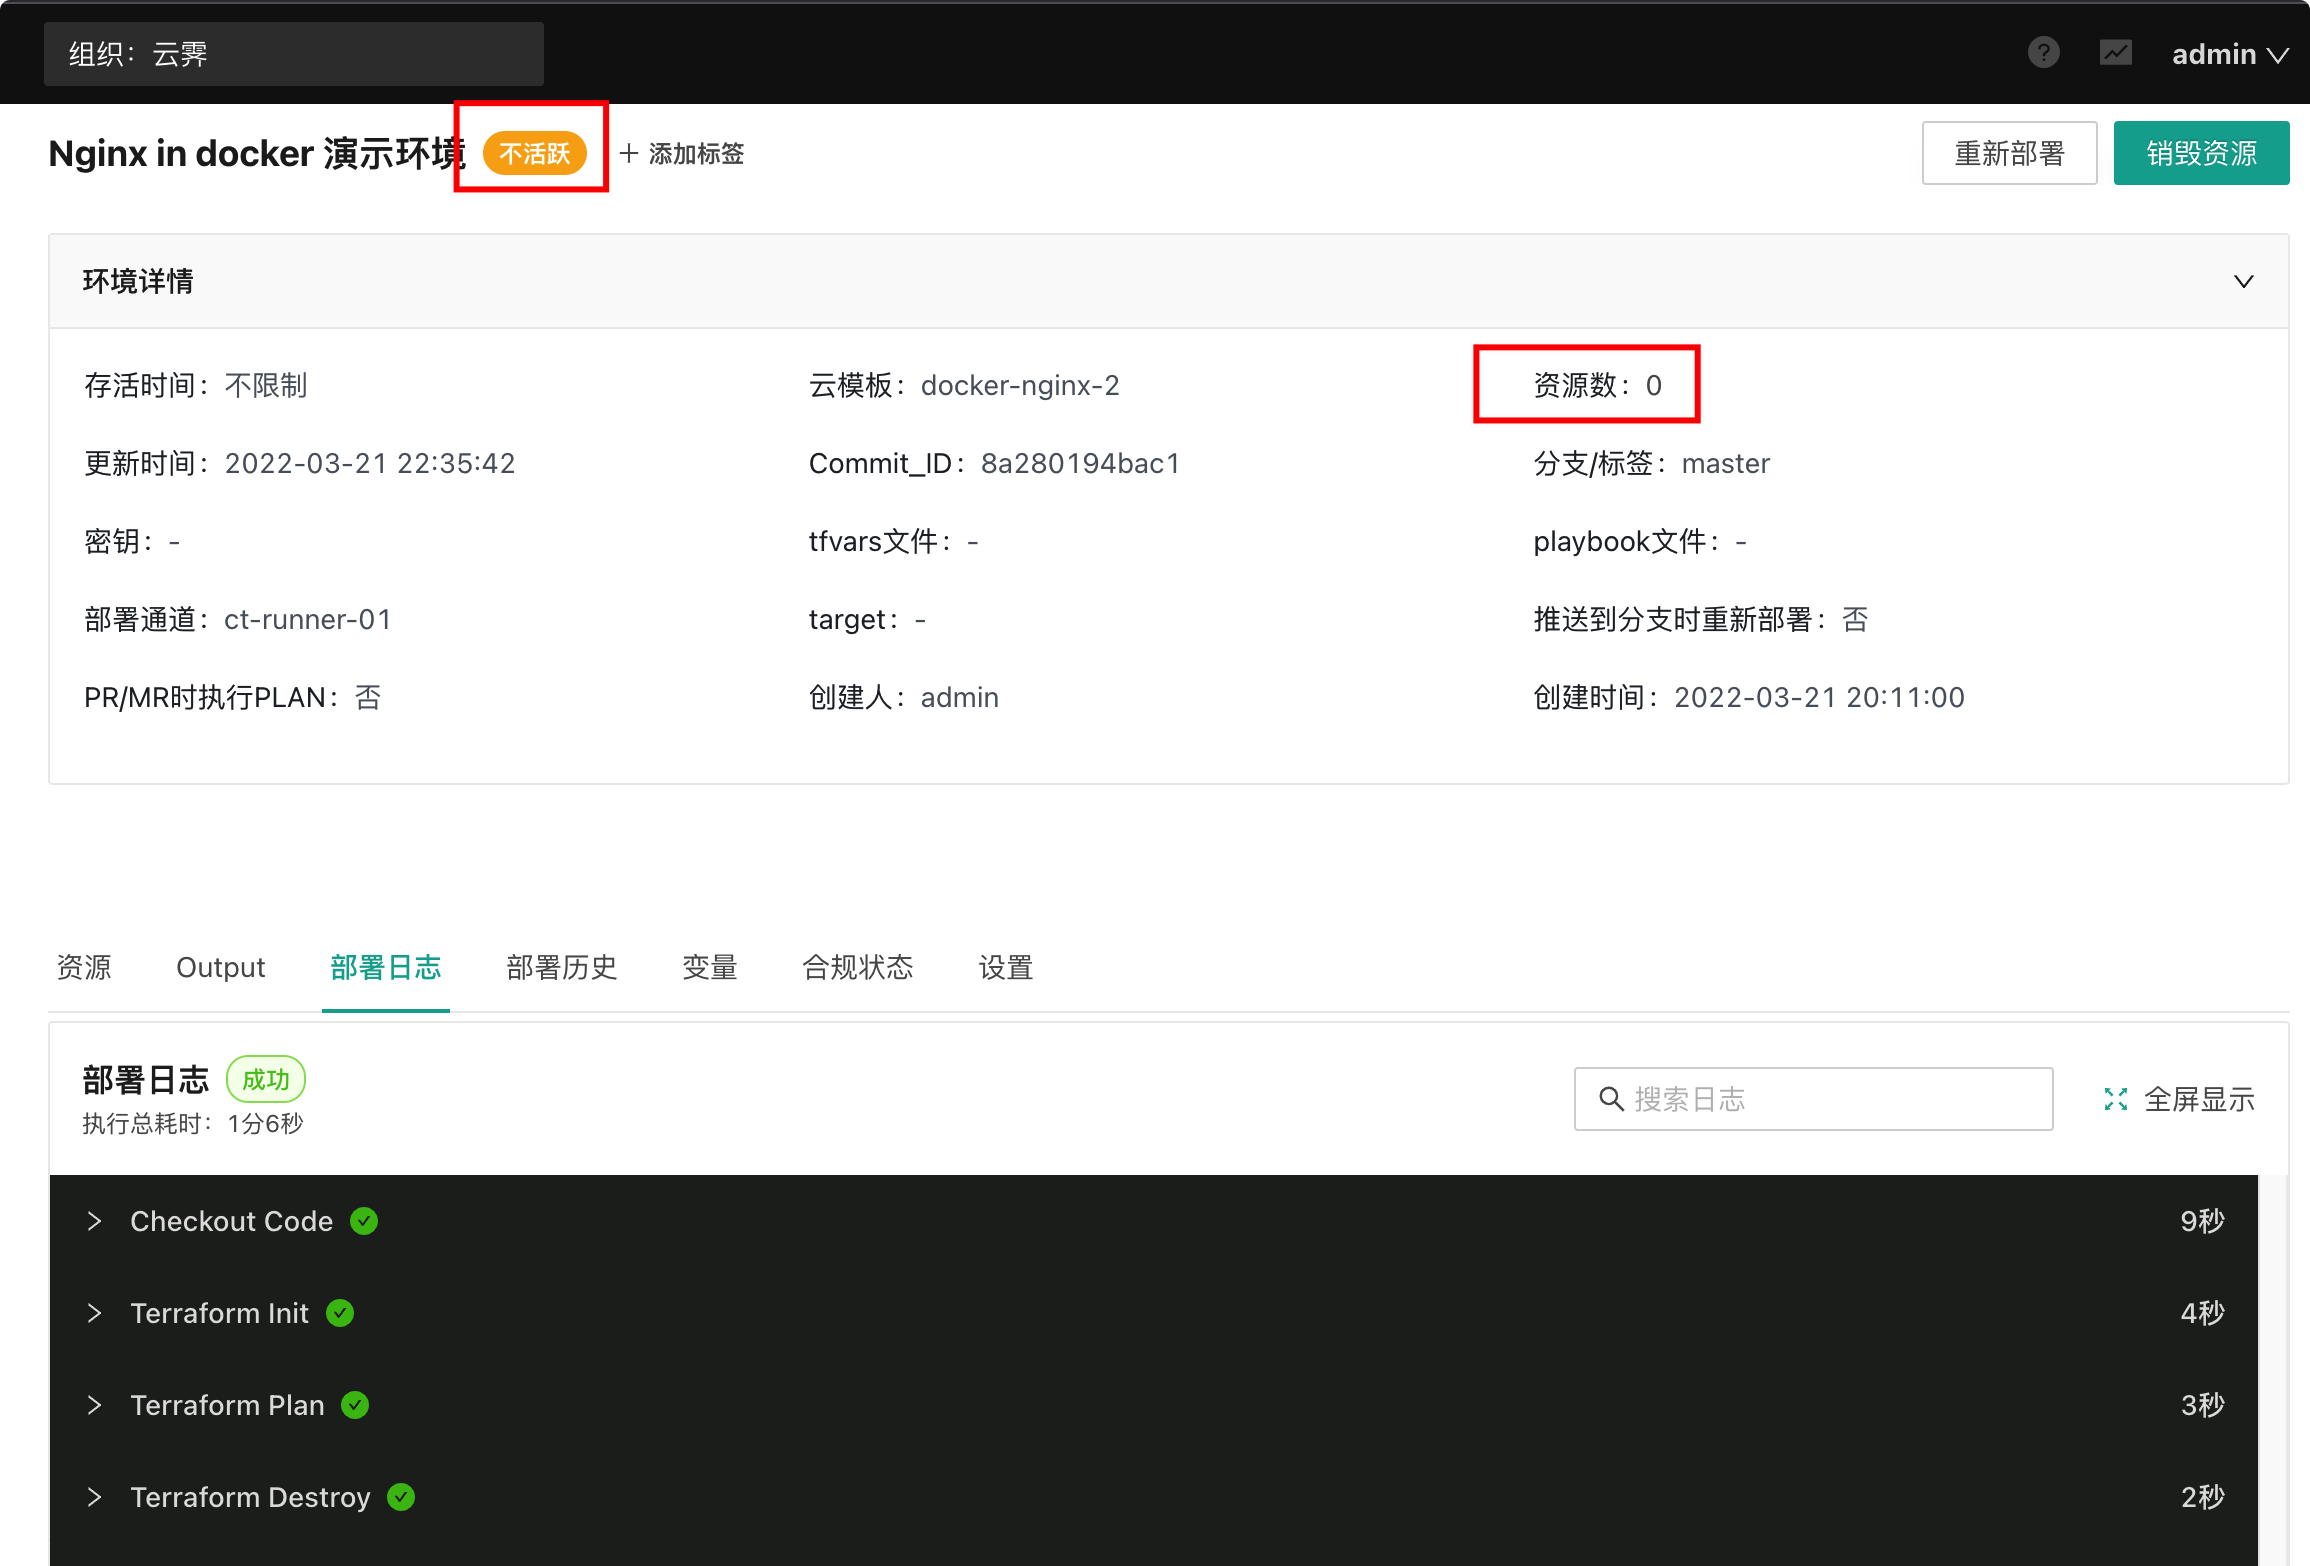 组织：云霁
admin
Nginx in docker 演示环境 不活跃 + 添加标签
重新部署 销毁资源
环境详情
存活时间：不限制 云模板：docker-nginx-2 资源数：0
更新时间：2022-03-21 22:35:42 Commit_ID：8a280194bac1 分支/标签：master
密钥：- tfvars文件：- playbook文件：-
部署通道：ct-runner-01 target：- 推送到分支时重新部署：否
PR/MR时执行PLAN：否 创建人：admin 创建时间：2022-03-21 20:11:00
资源 Output 部署日志 部署历史 变量 合规状态 设置
部署日志 成功
执行总耗时：1分6秒
搜索日志 全屏显示
Checkout Code 9秒
Terraform Init 4秒
Terraform Plan 3秒
Terraform Destroy 2秒